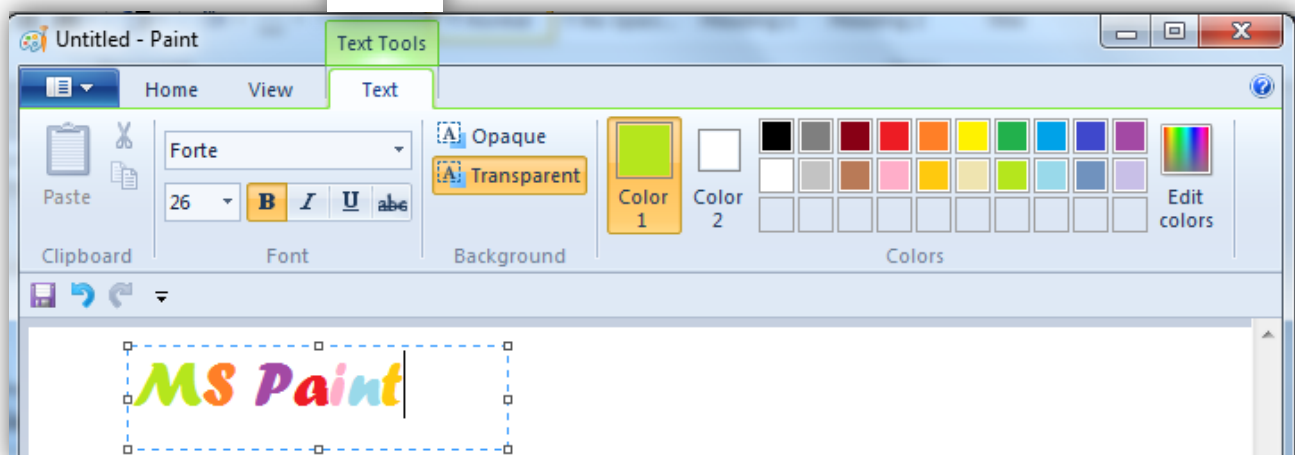 Untitled - Paint
Text Tools
Home View Text
Paste
Forte
26 B I U abc
Opaque
Transparent
Color 1
Color 2
Edit colors
Clipboard Font Background Colors
MS Paint